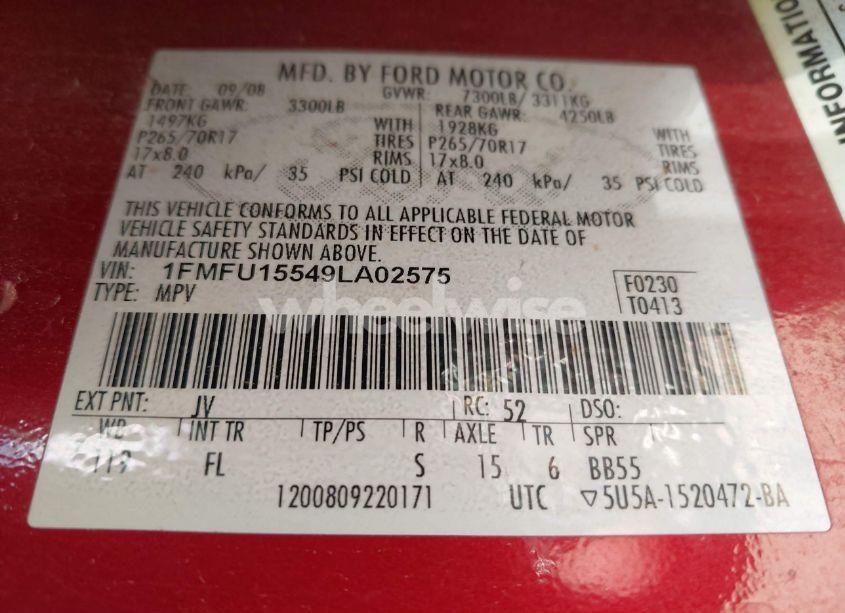 INFORMATION
MFD. BY FORD MOTOR CO.
DATE: 09/08 GVWR: 7300LB/ 3311KG
FRONT GAWR: 3300LB REAR GAWR: 4250LB
1497KG WITH 1928KG WITH
P265/70R17 TIRES P265/70R17 TIRES
17x8.0 RIMS 17x8.0 RIMS
AT 240 kPa/ 35 PSI COLD AT 240 kPa/ 35 PSI COLD
THIS VEHICLE CONFORMS TO ALL APPLICABLE FEDERAL MOTOR
VEHICLE SAFETY STANDARDS IN EFFECT ON THE DATE OF
MANUFACTURE SHOWN ABOVE.
VIN: 1FMFU15549LA02575 F0230
TYPE: MPV T0413
wheelwise
EXT PNT: JV RC: 52 DSO:
WB INT TR TP/PS R AXLE TR SPR
119 FL S 15 6 BB55
1200809220171 UTC ▽5U5A-1520472-BA